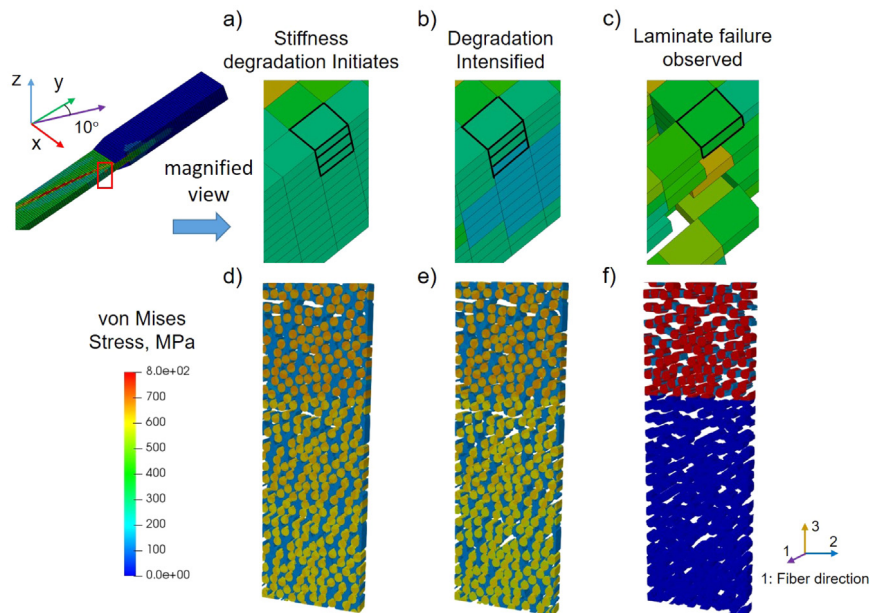 a)
Stiffness
degradation Initiates
b)
Degradation
Intensified
c)
Laminate failure
observed
z
y
10°
x
magnified
view
d)
e)
f)
von Mises
Stress, MPa
8.0e+02
700
600
500
400
300
200
100
0.0e+00
3
1
2
1: Fiber direction